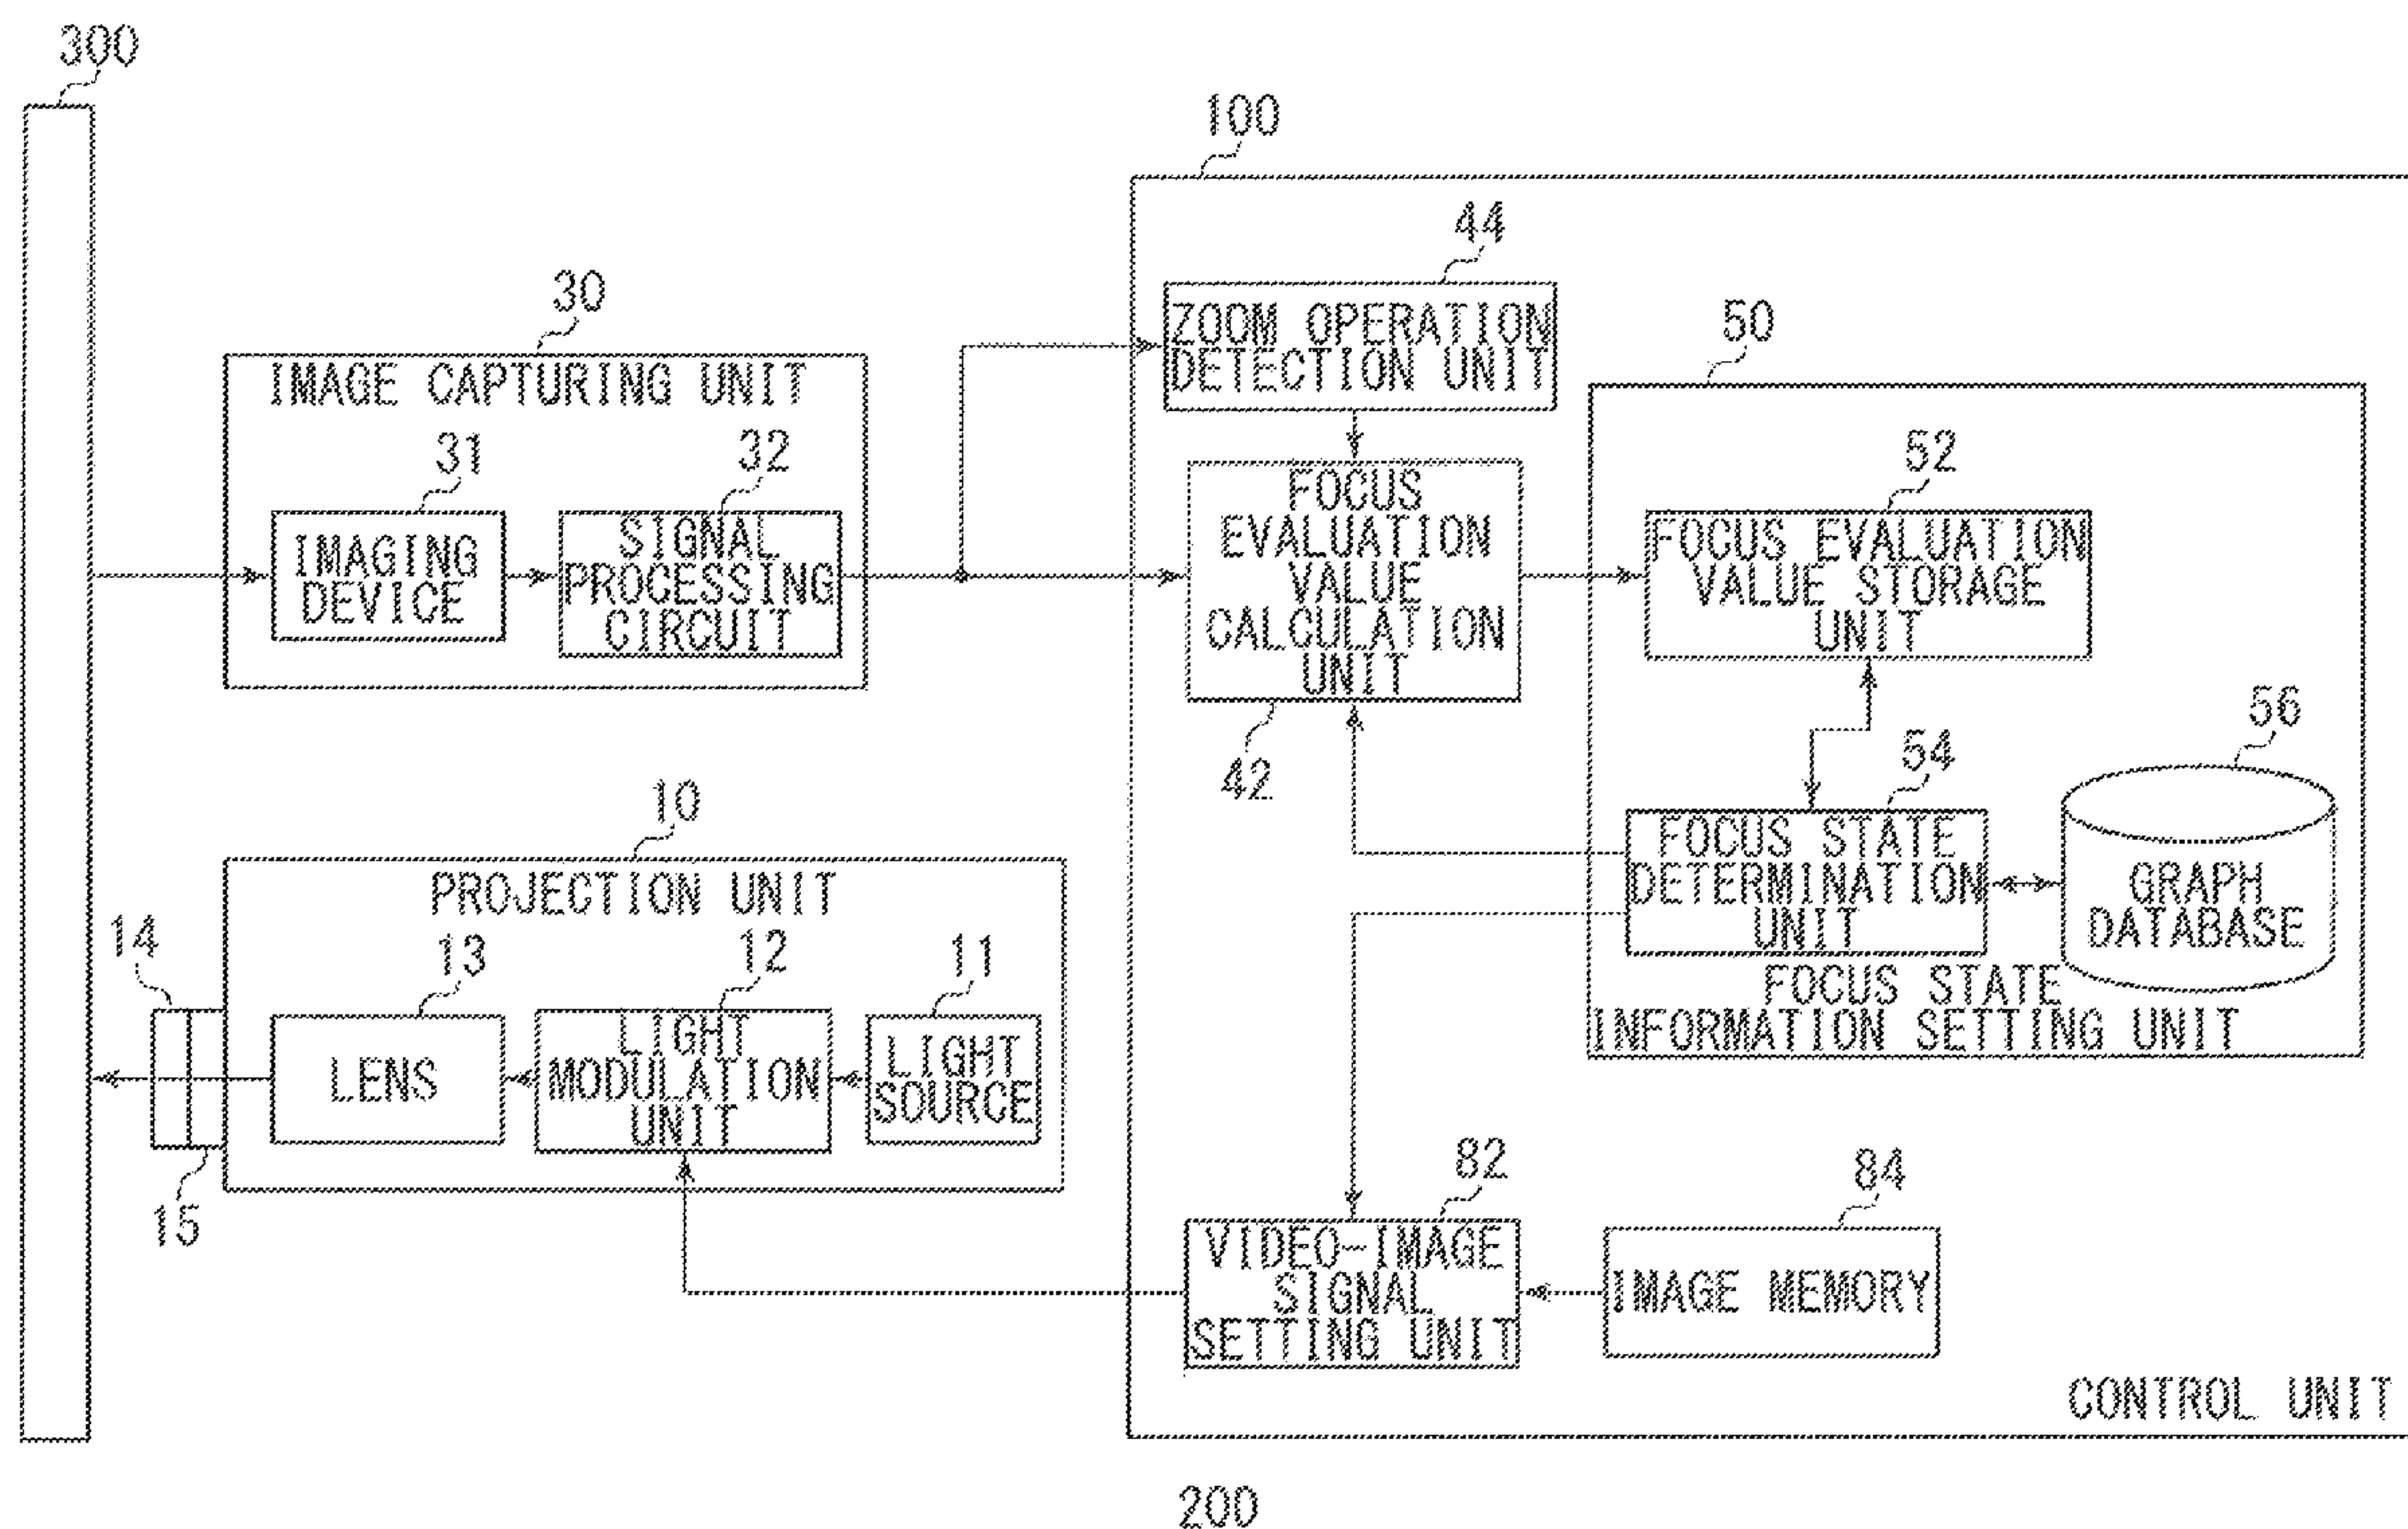 300
100
44
ZOOM OPERATION
DETECTION UNIT
30
IMAGE CAPTURING UNIT
31
IMAGING
DEVICE
32
SIGNAL
PROCESSING
CIRCUIT
FOCUS
EVALUATION
VALUE
CALCULATION
UNIT
42
50
52
FOCUS EVALUATION
VALUE STORAGE
UNIT
54
FOCUS STATE
DETERMINATION
UNIT
56
GRAPH
DATABASE
FOCUS STATE
INFORMATION SETTING UNIT
10
PROJECTION UNIT
14
13
LENS
12
LIGHT
MODULATION
UNIT
11
LIGHT
SOURCE
15
82
VIDEO-IMAGE
SIGNAL
SETTING UNIT
84
IMAGE MEMORY
CONTROL UNIT
200